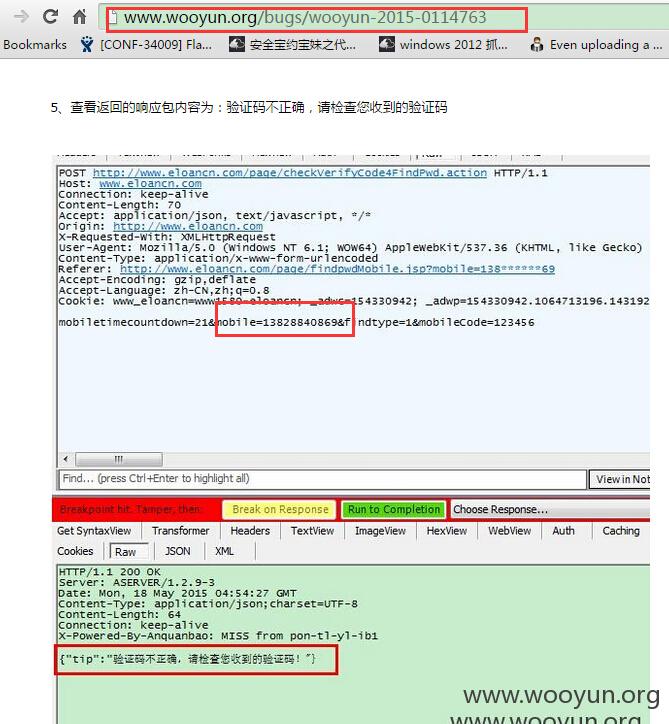 www.wooyun.org/bugs/wooyun-2015-0114763
Bookmarks [CONF-34009] Fla... 安全宝约宝妹之代... windows 2012 抓... Even uploading a ...
5、查看返回的响应包内容为：验证码不正确，请检查您收到的验证码
POST http://www.eloancn.com/page/checkVerifyCode4FindPwd.action HTTP/1.1
Host: www.eloancn.com
Connection: keep-alive
Content-Length: 70
Accept: application/json, text/javascript, */*
Origin: http://www.eloancn.com
X-Requested-With: XMLHttpRequest
User-Agent: Mozilla/5.0 (Windows NT 6.1; WOW64) AppleWebKit/537.36 (KHTML, like Gecko)
Content-Type: application/x-www-form-urlencoded
Referer: http://www.eloancn.com/page/findpwdMobile.jsp?mobile=138******69
Accept-Encoding: gzip,deflate
Accept-Language: zh-CN,zh;q=0.8
Cookie: www_eloancn=www1580-eloancn; _adws=154330942; _adwp=154330942.1064713196.143192
mobiletimecountdown=21&mobile=13828840869&findtype=1&mobileCode=123456
Find... (press Ctrl+Enter to highlight all) View in Not
Breakpoint hit. Tamper, then: Break on Response Run to Completion Choose Response...
Get SyntaxView Transformer Headers TextView ImageView HexView WebView Auth Caching
Cookies Raw JSON XML
HTTP/1.1 200 OK
Server: ASERVER/1.2.9-3
Date: Mon, 18 May 2015 04:54:27 GMT
Content-Type: application/json;charset=UTF-8
Content-Length: 64
Connection: keep-alive
X-Powered-By-Anquanbao: MISS from pon-tl-yl-ib1
{"tip":"验证码不正确，请检查您收到的验证码！"}
www.wooyun.org
www.wooyun.org